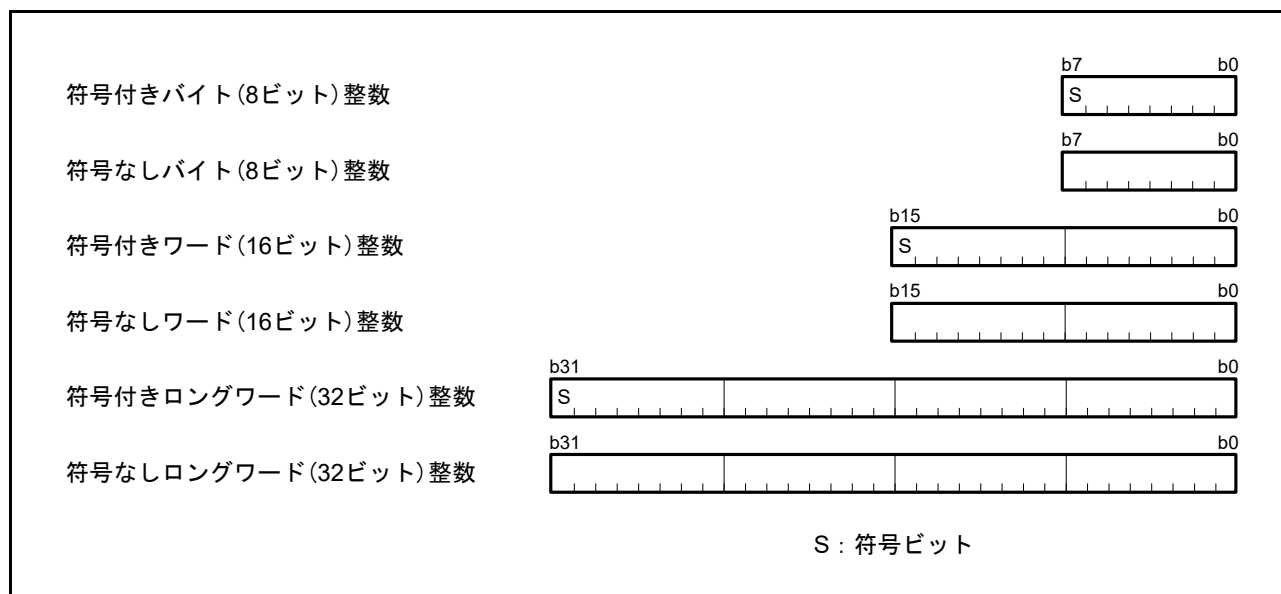 b7 b0
符号付きバイト(8ビット)整数
S
b7 b0
符号なしバイト(8ビット)整数
b15 b0
符号付きワード(16ビット)整数
S
b15 b0
符号なしワード(16ビット)整数
b31 b0
符号付きロングワード(32ビット)整数
S
b31 b0
符号なしロングワード(32ビット)整数
S：符号ビット